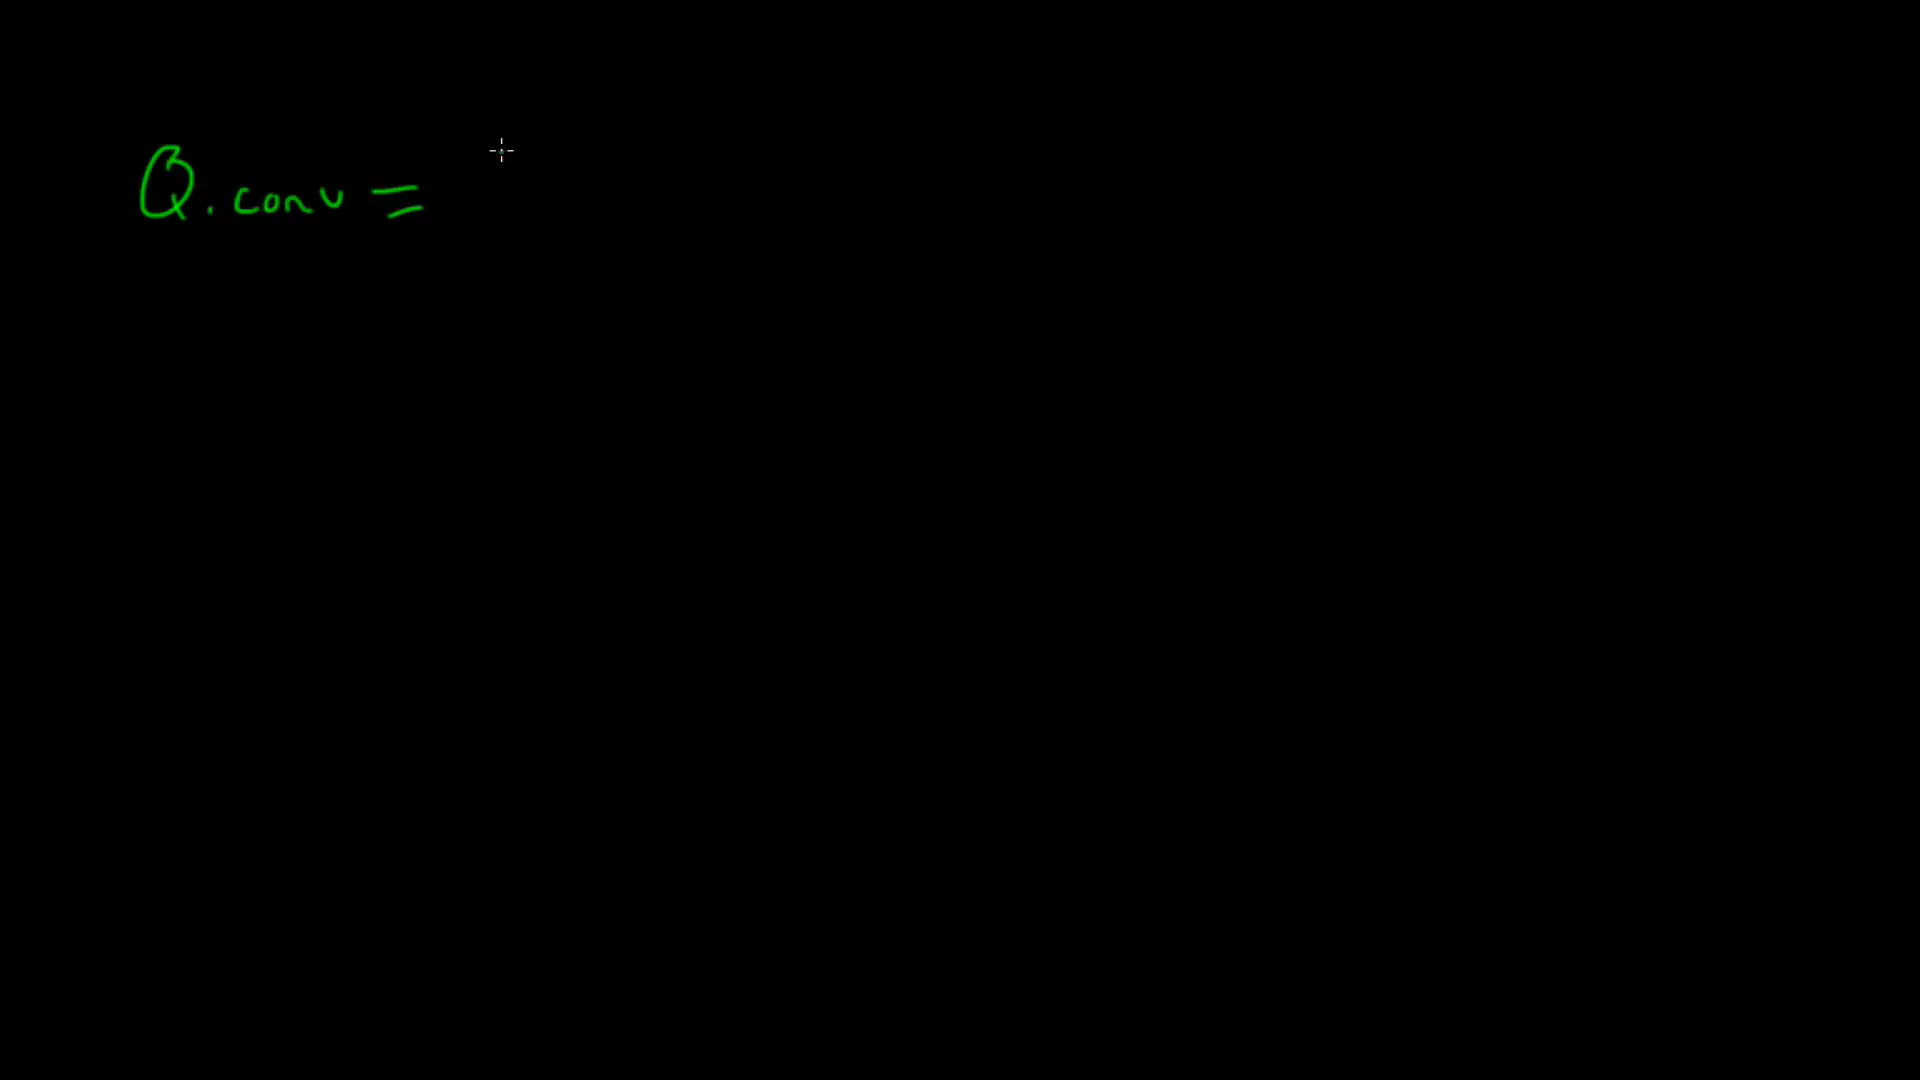 Q.conv =